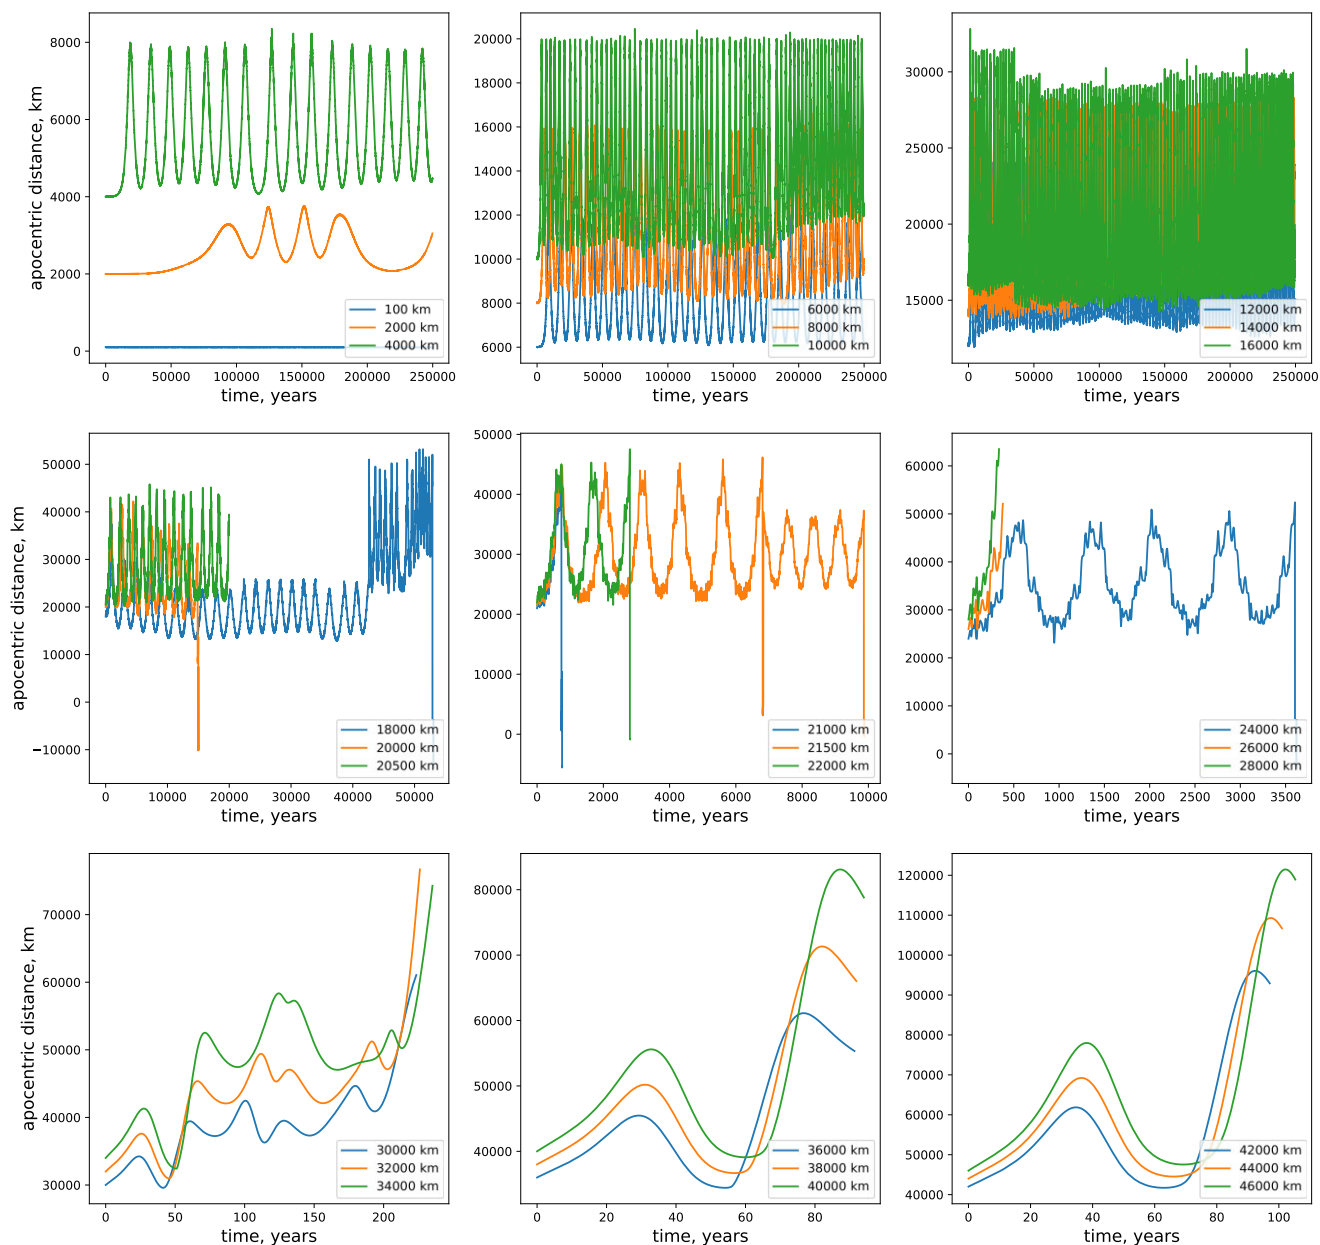 apocentric distance, km
8000
6000
4000
2000
0
100 km
2000 km
4000 km
0 50000 100000 150000 200000 250000
time, years
20000
18000
16000
14000
12000
10000
8000
6000
6000 km
8000 km
10000 km
0 50000 100000 150000 200000 250000
time, years
30000
25000
20000
15000
12000 km
14000 km
16000 km
0 50000 100000 150000 200000 250000
time, years
apocentric distance, km
50000
40000
30000
20000
10000
0
−10000
18000 km
20000 km
20500 km
0 10000 20000 30000 40000 50000
time, years
50000
40000
30000
20000
10000
0
21000 km
21500 km
22000 km
0 2000 4000 6000 8000 10000
time, years
60000
50000
40000
30000
20000
10000
0
24000 km
26000 km
28000 km
0 500 1000 1500 2000 2500 3000 3500
time, years
apocentric distance, km
70000
60000
50000
40000
30000
30000 km
32000 km
34000 km
0 50 100 150 200
time, years
80000
70000
60000
50000
40000
36000 km
38000 km
40000 km
0 20 40 60 80
time, years
120000
110000
100000
90000
80000
70000
60000
50000
40000
42000 km
44000 km
46000 km
0 20 40 60 80 100
time, years